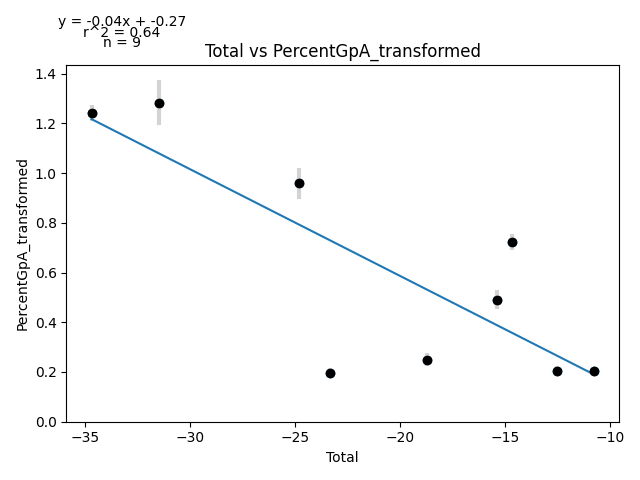 y = -0.04x + -0.27
r^2 = 0.64
n = 9
Total vs PercentGpA_transformed
1.4
1.2
1.0
0.8
0.6
0.4
0.2
0.0
PercentGpA_transformed
−35
−30
−25
−20
−15
−10
Total